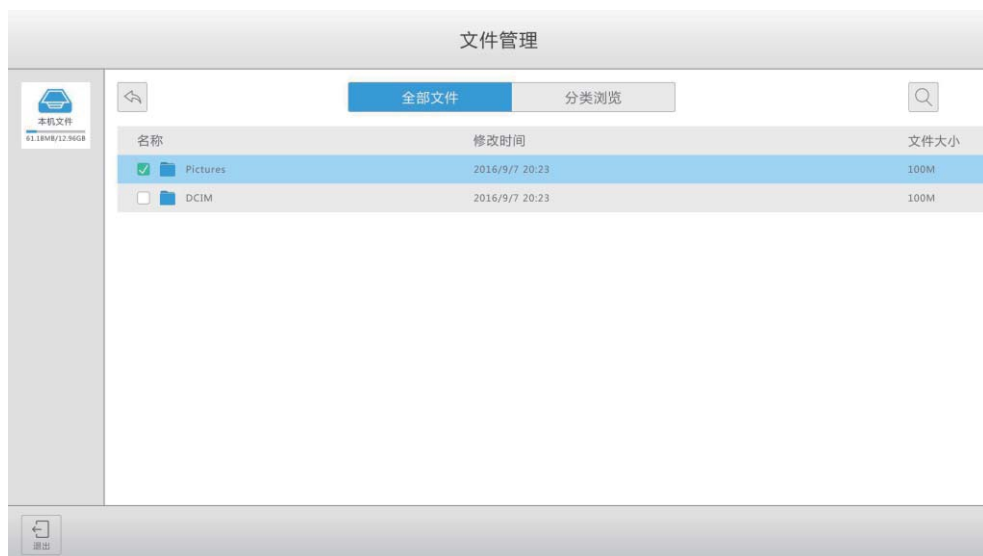 文件管理
本机文件
61.18MB/12.96GB
全部文件 分类浏览
名称 修改时间 文件大小
Pictures 2016/9/7 20:23 100M
DCIM 2016/9/7 20:23 100M
退出